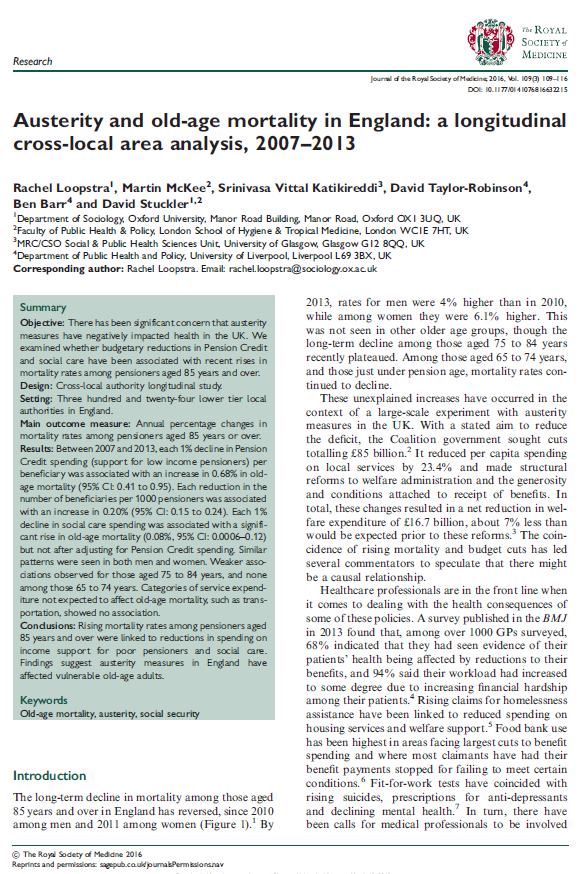 The ROYAL
SOCIETY of
MEDICINE
Research
Journal of the Royal Society of Medicine; 2016, Vol. 109(3) 109–116
DOI: 10.1177/0141076816632215
Austerity and old-age mortality in England: a longitudinal
cross-local area analysis, 2007–2013
Rachel Loopstra1, Martin McKee2, Srinivasa Vittal Katikireddi3, David Taylor-Robinson4,
Ben Barr4 and David Stuckler1,2
1Department of Sociology, Oxford University, Manor Road Building, Manor Road, Oxford OX1 3UQ, UK
2Faculty of Public Health & Policy, London School of Hygiene & Tropical Medicine, London WC1E 7HT, UK
3MRC/CSO Social & Public Health Sciences Unit, University of Glasgow, Glasgow G12 8QQ, UK
4Department of Public Health and Policy, University of Liverpool, Liverpool L69 3BX, UK
Corresponding author: Rachel Loopstra. Email: rachel.loopstra@sociology.ox.ac.uk
Summary
Objective: There has been significant concern that austerity
measures have negatively impacted health in the UK. We
examine whether budgetary reductions in Pension Credit
and social care have been associated with recent rises in
mortality rates among pensioners aged 85 years and over.
Design: Cross-local authority longitudinal study.
Setting: Three hundred and twenty-four lower tier local
authorities in England.
Main outcome measure: Annual percentage changes in
mortality rates among pensioners aged 85 years or over.
Results: Between 2007 and 2013, each 1% decline in Pension
Credit spending (support for low income pensioners) per
beneficiary was associated with an increase in 0.68% in old-
age mortality (95% CI: 0.41 to 0.95). Each reduction in the
number of beneficiaries per 1000 pensioners was associated
with an increase in 0.20% (95% CI: 0.15 to 0.24). Each 1%
decline in social care spending was associated with a signifi-
cant rise in old-age mortality (0.08%, 95% CI: 0.0006–0.12)
but not after adjusting for Pension Credit spending. Similar
patterns were seen in both men and women. Weaker ass-
ociations observed for those aged 75 to 84 years, and none
among those 65 to 74 years. Categories of service expend-
iture not expected to affect old-age mortality, such as trans-
portation, showed no association.
Conclusions: Rising mortality rates among pensioners aged
85 years and over were linked to reductions in spending on
income support for poor pensioners and social care.
Findings suggest austerity measures in England have
affected vulnerable old-age adults.
Keywords
Old-age mortality, austerity, social security
Introduction
The long-term decline in mortality among those aged
85 years and over in England has reversed, since 2010
among men and 2011 among women (Figure 1).1 By
2013, rates for men were 4% higher than in 2010,
while among women they were 6.1% higher. This
was not seen in other older age groups, though the
long-term decline among those aged 75 to 84 years
recently plateaued. Among those aged 65 to 74 years,
and those just under pension age, mortality rates con-
tinued to decline.
These unexplained increases have occurred in the
context of a large-scale experiment with austerity
measures in the UK. With a stated aim to reduce
the deficit, the Coalition government sought cuts
totalling £85 billion.2 It reduced per capita spending
on local services by 23.4% and made structural
reforms to welfare administration and the generosity
and conditions attached to receipt of benefits. In
total, these changes resulted in a net reduction in wel-
fare expenditure of £16.7 billion, about 7% less than
would be expected prior to these reforms.3 The coin-
cidence of rising mortality and budget cuts has led
several commentators to speculate that there might
be a causal relationship.
Healthcare professionals are in the front line when
it comes to dealing with the health consequences of
some of these policies. A survey published in the BMJ
in 2013 found that, among over 1000 GPs surveyed,
68% indicated that they had seen evidence of their
patients' health being affected by reductions to their
benefits, and 94% said their workload had increased
to some degree due to increasing financial hardship
among their patients.4 Rising claims for homelessness
assistance have been linked to reduced spending on
housing services and welfare support.5 Food bank use
has been highest in areas facing largest cuts to benefit
spending and where most claimants have had their
benefit payments stopped for failing to meet certain
conditions.6 Fit-for-work tests have coincided with
rising suicides, prescriptions for anti-depressants
and declining mental health.7 In turn, there have
been calls for medical professionals to be involved
© The Royal Society of Medicine 2016
Reprints and permissions: sagepub.co.uk/journalsPermissions.nav